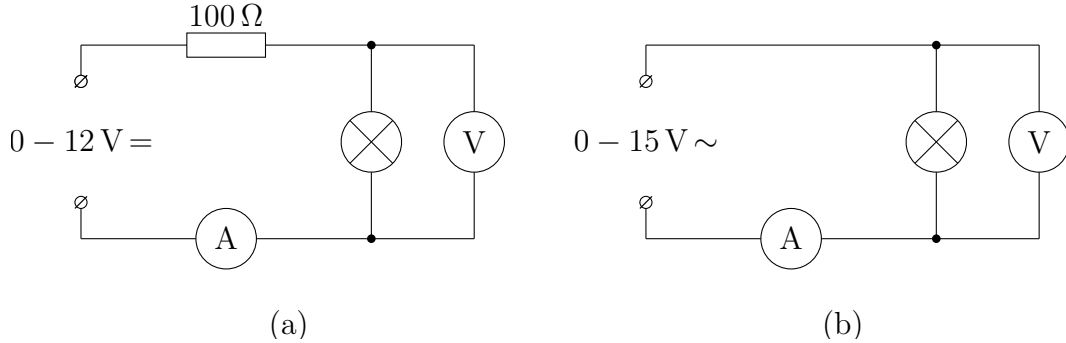 100 Ω
0 − 12 V =
V
A
(a)
0 − 15 V ∼
V
A
(b)